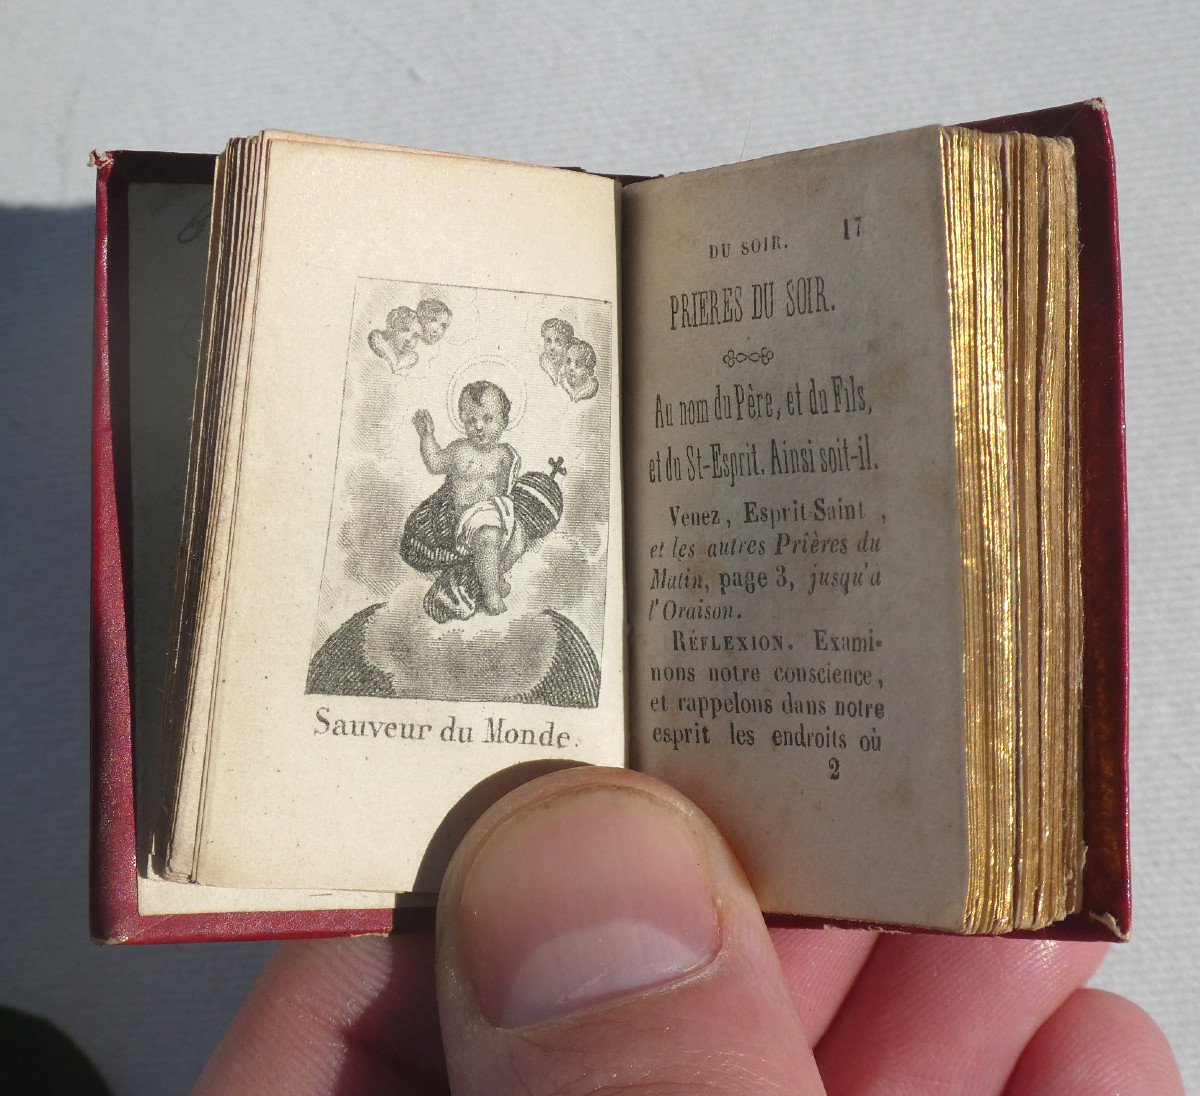 Sauveur du Monde.
DU SOIR. 17
PRIERES DU SOIR.
Au nom du Père, et du Fils,
et du St-Esprit. Ainsi soit-il.
Venez, Esprit Saint,
et les autres Prières du
Matin, page 3, jusqu'à
l'Oraison.
RÉFLEXION. Exami-
nons notre conscience,
et rappelons dans notre
esprit les endroits où
2